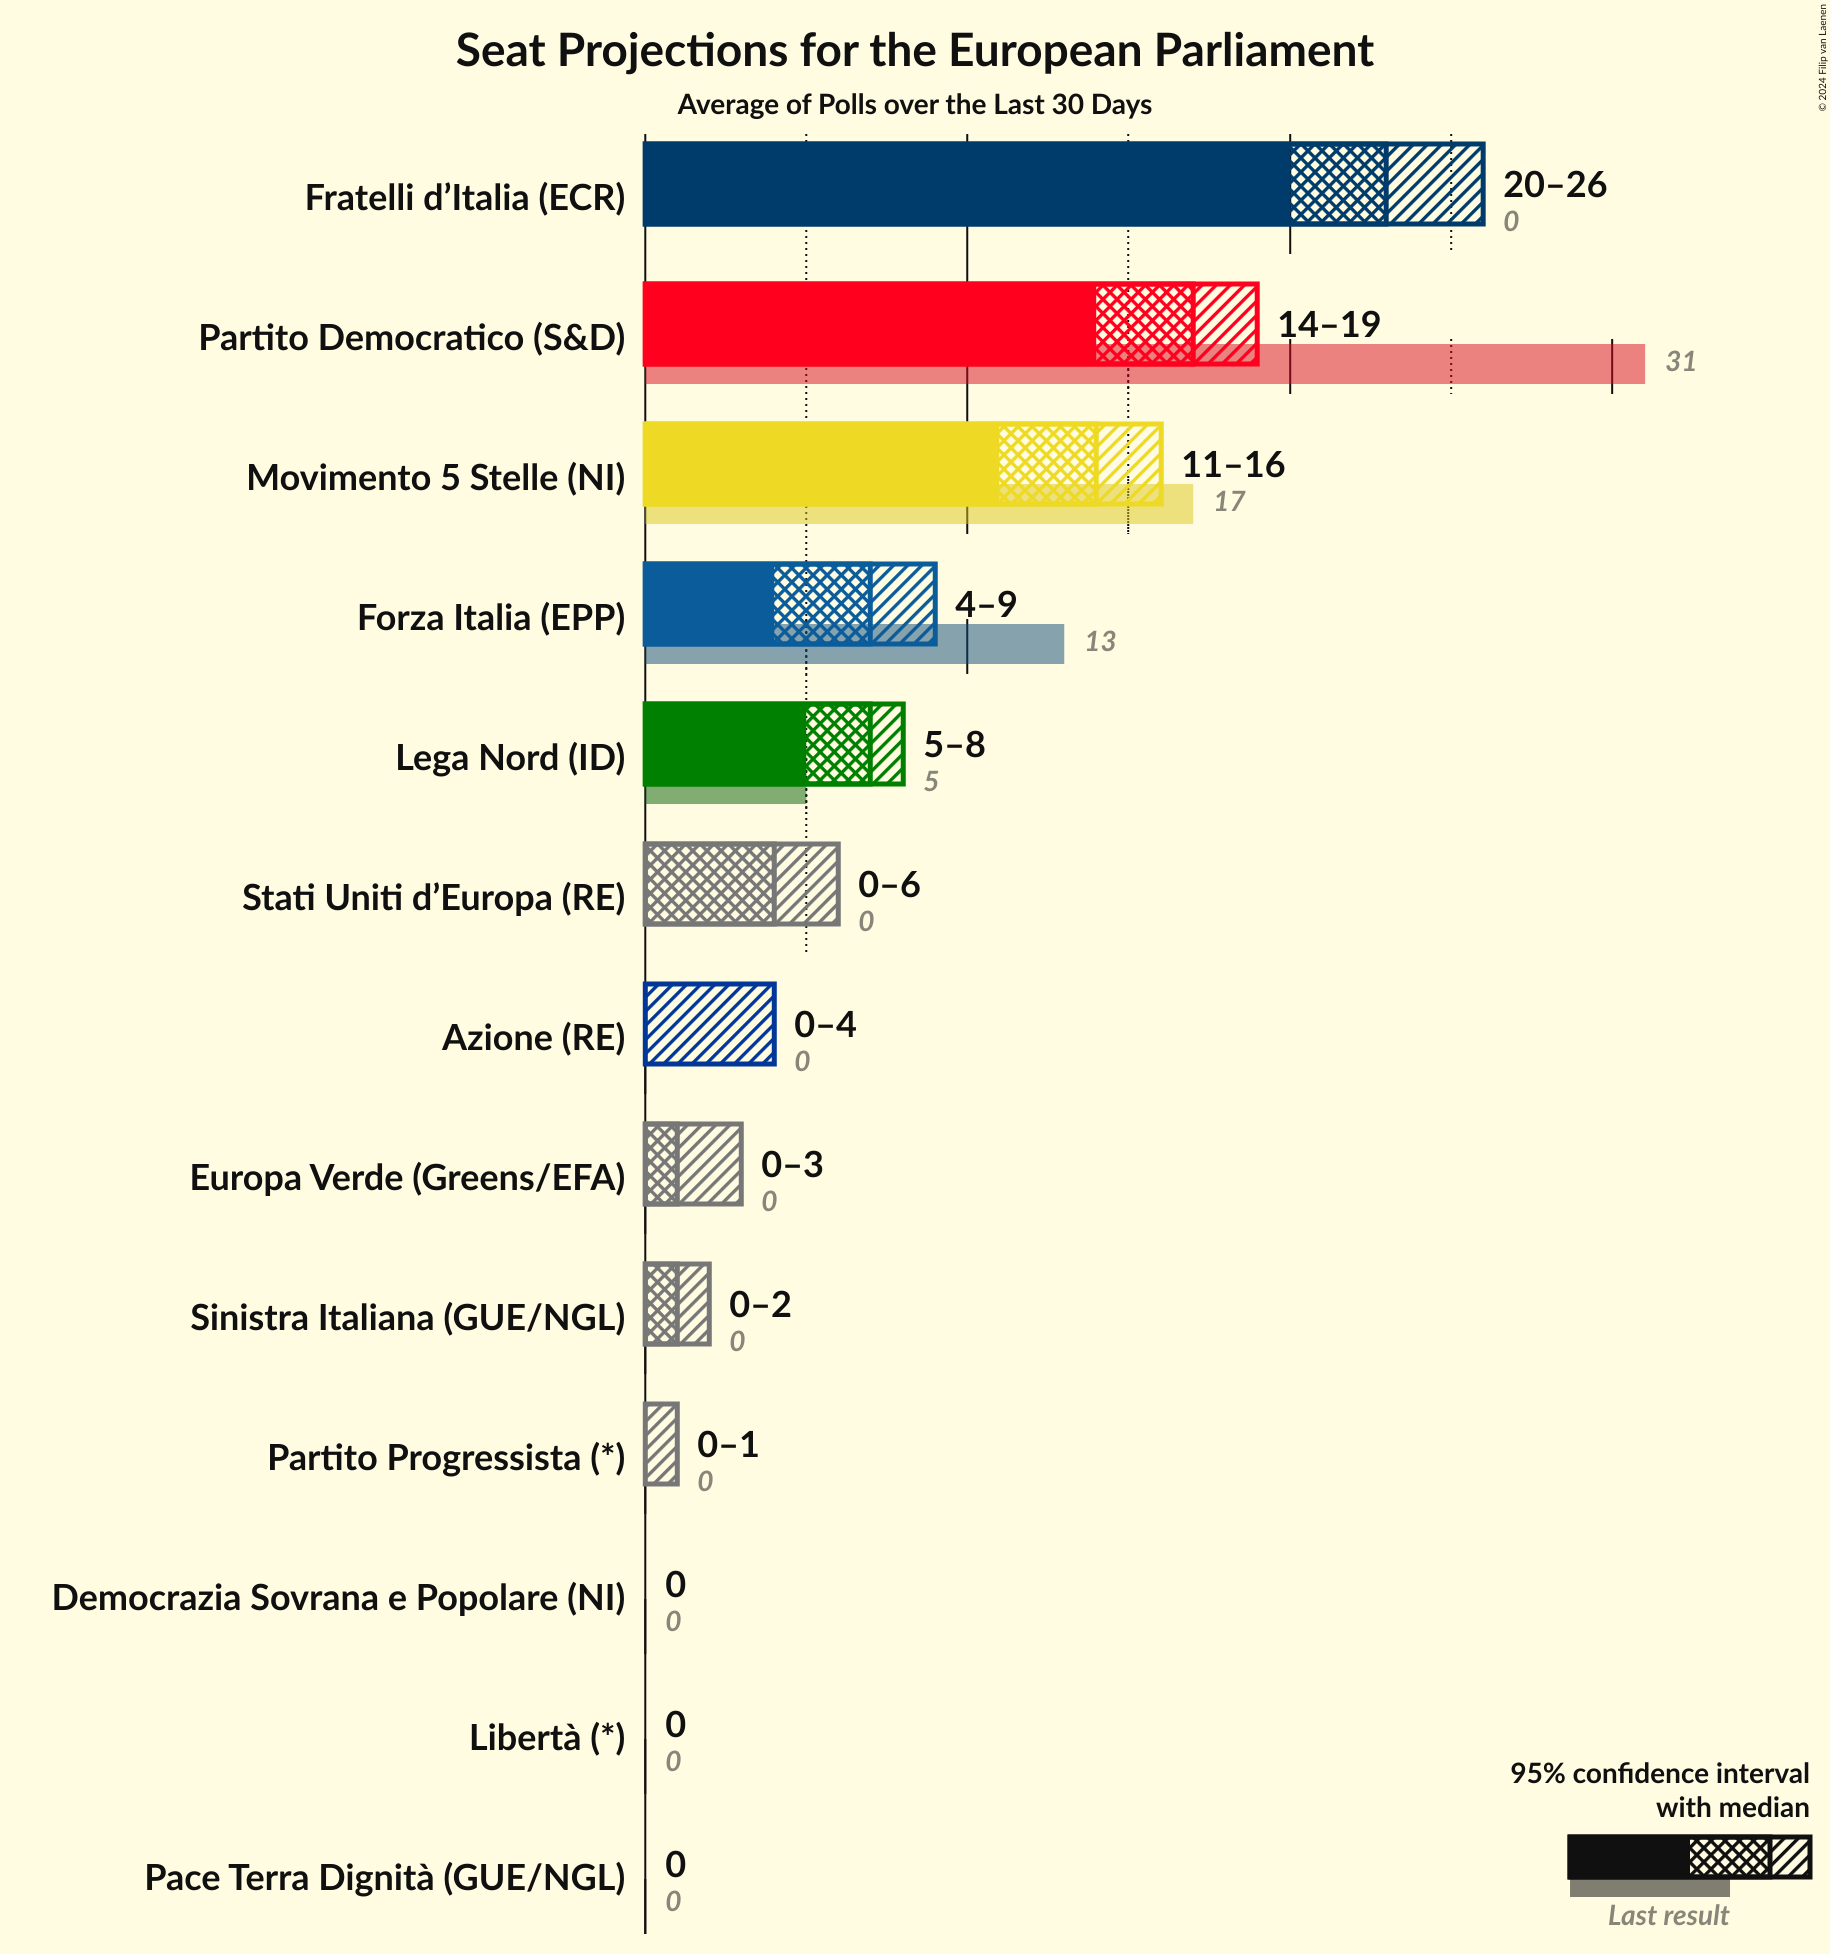 © 2024 Filip van Laenen
Seat Projections for the European Parliament
Average of Polls over the Last 30 Days
Fratelli d’Italia (ECR)
20–26
0
Partito Democratico (S&D)
14–19
31
Movimento 5 Stelle (NI)
11–16
17
Forza Italia (EPP)
4–9
13
Lega Nord (ID)
5–8
5
Stati Uniti d’Europa (RE)
0–6
0
Azione (RE)
0–4
0
Europa Verde (Greens/EFA)
0–3
0
Sinistra Italiana (GUE/NGL)
0–2
0
Partito Progressista (*)
0–1
0
Democrazia Sovrana e Popolare (NI)
0
0
Libertà (*)
0
0
Pace Terra Dignità (GUE/NGL)
0
0
95% confidence interval
with median
Last result